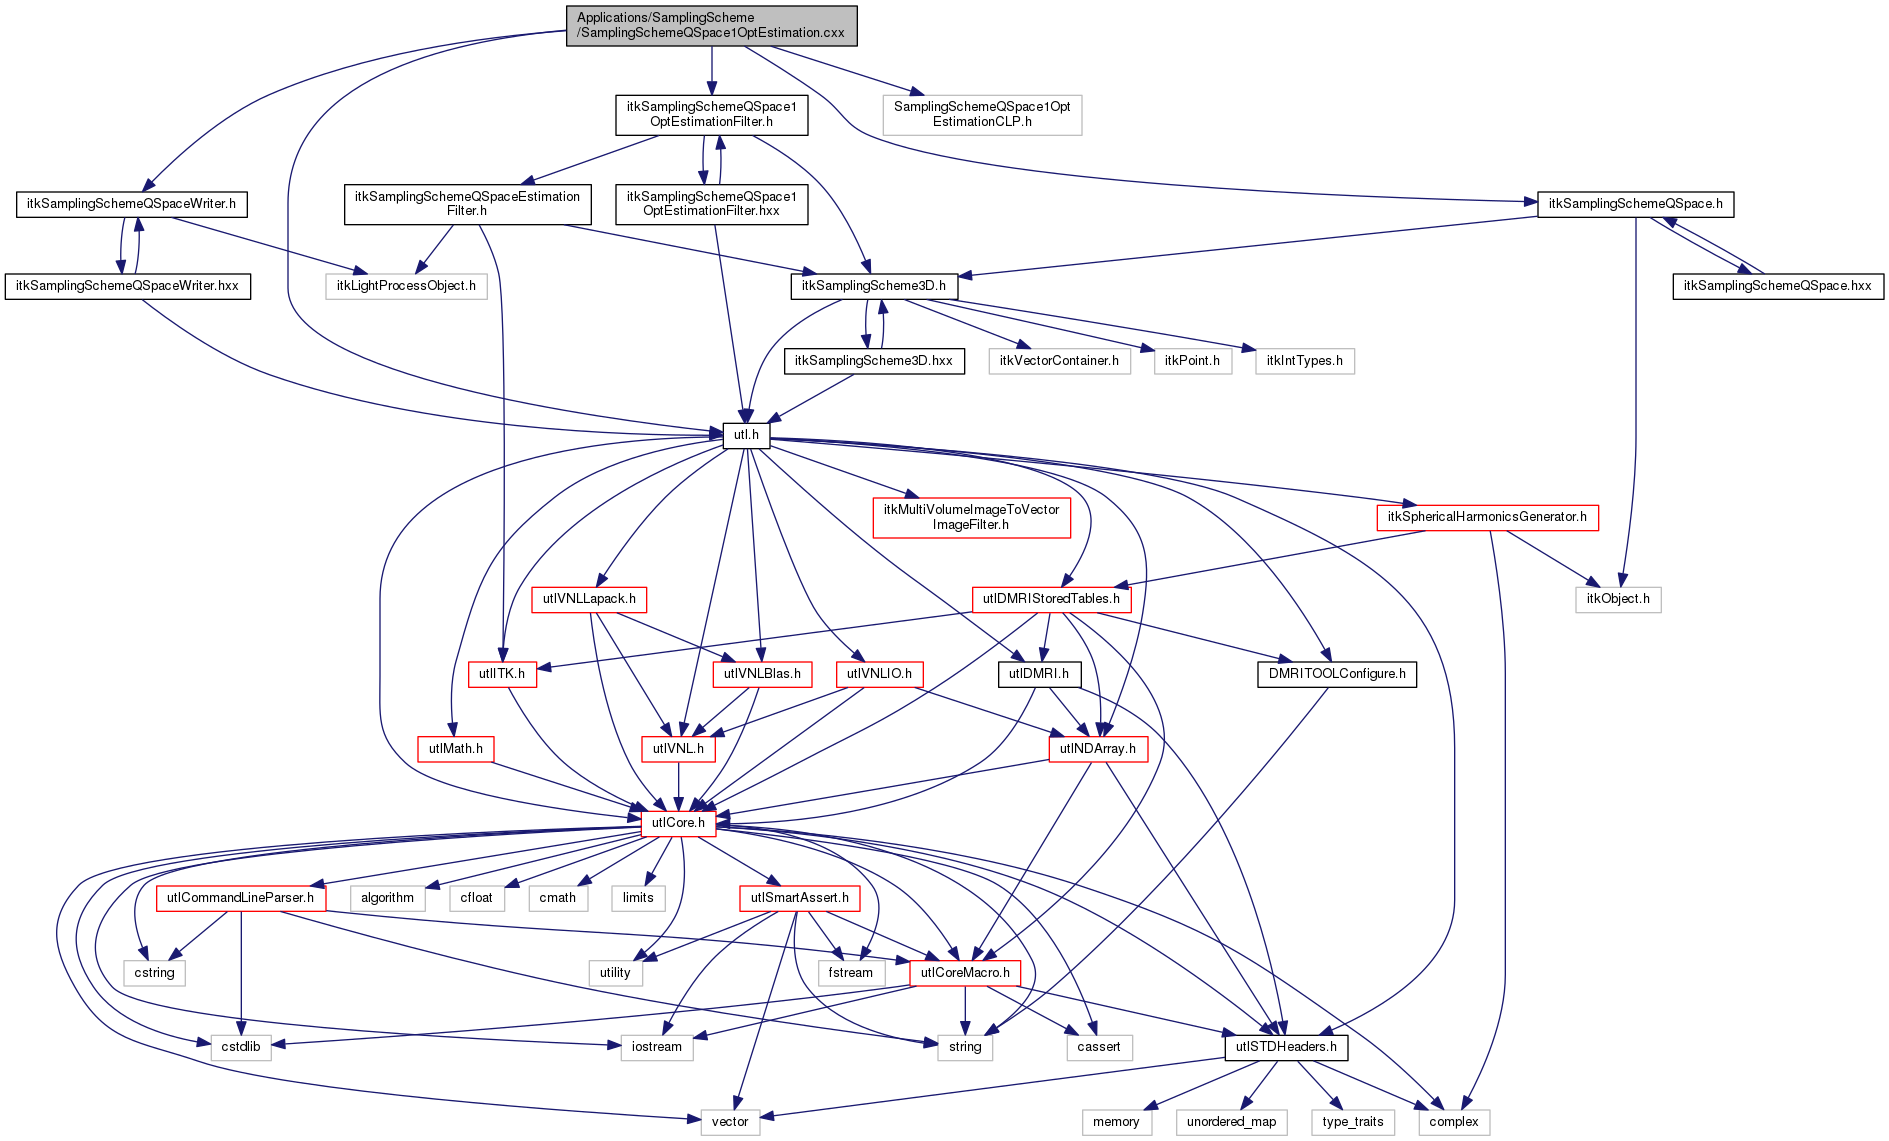 Applications/SamplingScheme
/SamplingSchemeQSpace1OptEstimation.cxx
itkSamplingSchemeQSpace1
OptEstimationFilter.h
SamplingSchemeQSpace1Opt
EstimationCLP.h
itkSamplingSchemeQSpaceWriter.h
itkSamplingSchemeQSpaceEstimation
Filter.h
itkSamplingSchemeQSpace1
OptEstimationFilter.hxx
itkSamplingSchemeQSpace.h
itkSamplingSchemeQSpaceWriter.hxx
itkLightProcessObject.h
itkSamplingScheme3D.h
itkSamplingSchemeQSpace.hxx
itkSamplingScheme3D.hxx
itkVectorContainer.h
itkPoint.h
itkIntTypes.h
utl.h
itkMultiVolumeImageToVector
ImageFilter.h
itkSphericalHarmonicsGenerator.h
utlVNLLapack.h
utlDMRIStoredTables.h
itkObject.h
utlITK.h
utlVNLBlas.h
utlVNLIO.h
utlDMRI.h
DMRITOOLConfigure.h
utlMath.h
utlVNL.h
utlNDArray.h
utlCore.h
utlCommandLineParser.h
algorithm
cfloat
cmath
limits
utlSmartAssert.h
cstring
utility
fstream
utlCoreMacro.h
cstdlib
iostream
string
cassert
utlSTDHeaders.h
vector
memory
unordered_map
type_traits
complex